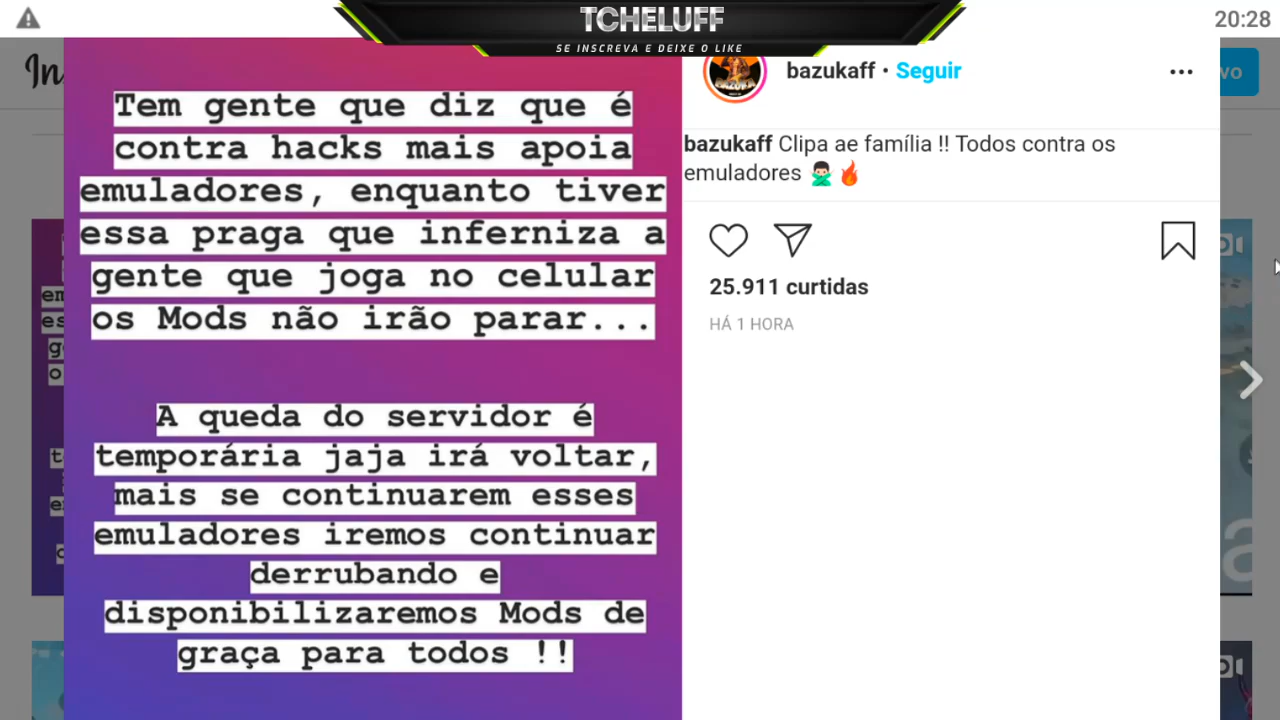 TCHELUFF
SE INSCREVA E DEIXE O LIKE
20:28
In
vo
Tem gente que diz que é
contra hacks mais apoia
emuladores, enquanto tiver
essa praga que inferniza a
gente que joga no celular
os Mods não irão parar...
A queda do servidor é
temporária jaja irá voltar,
mais se continuarem esses
emuladores iremos continuar
derrubando e
disponibilizaremos Mods de
graça para todos !!
bazukaff • Seguir
bazukaff Clipa ae família !! Todos contra os
emuladores 🙅🏻‍♂️🔥
25.911 curtidas
HÁ 1 HORA